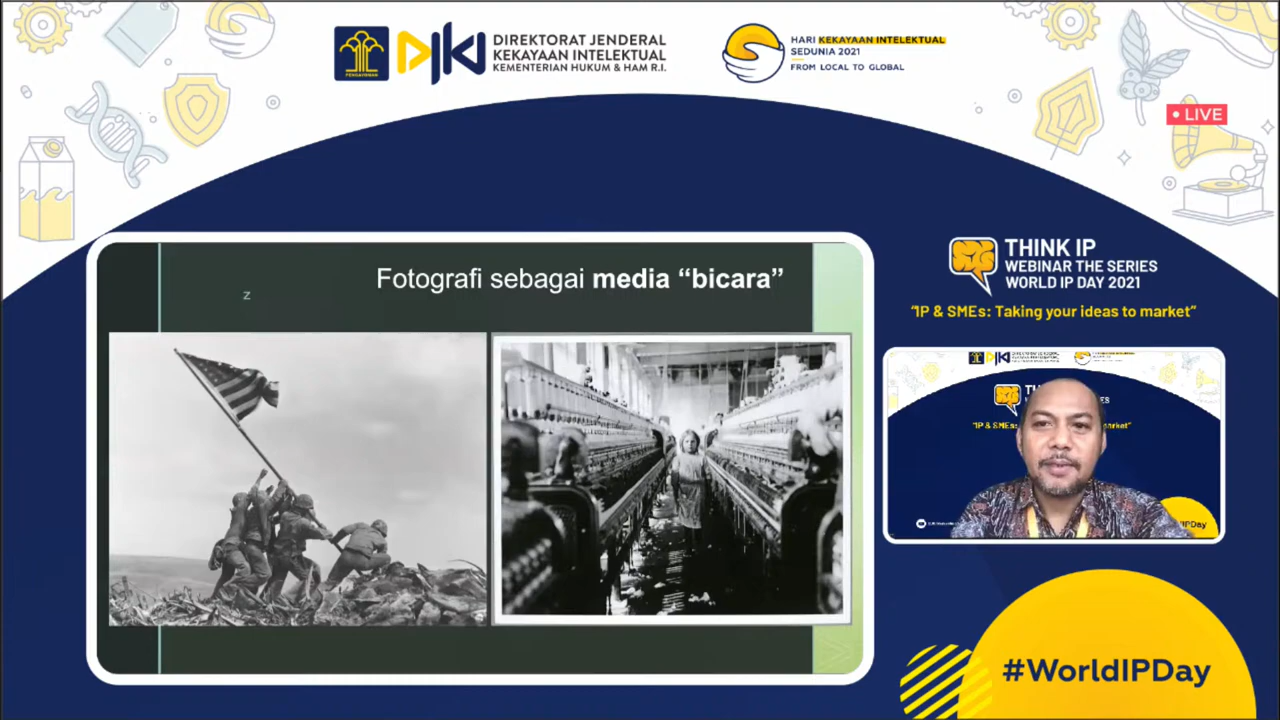 PENGAYOMAN
DJKI
DIREKTORAT JENDERAL
KEKAYAAN INTELEKTUAL
KEMENTERIAN HUKUM & HAM R.I.
HARI KEKAYAAN INTELEKTUAL
SEDUNIA 2021
FROM LOCAL TO GLOBAL
LIVE
Fotografi sebagai media “bicara”
z
THINK IP
WEBINAR THE SERIES
WORLD IP DAY 2021
“IP & SMEs: Taking your ideas to market”
#WorldIPDay